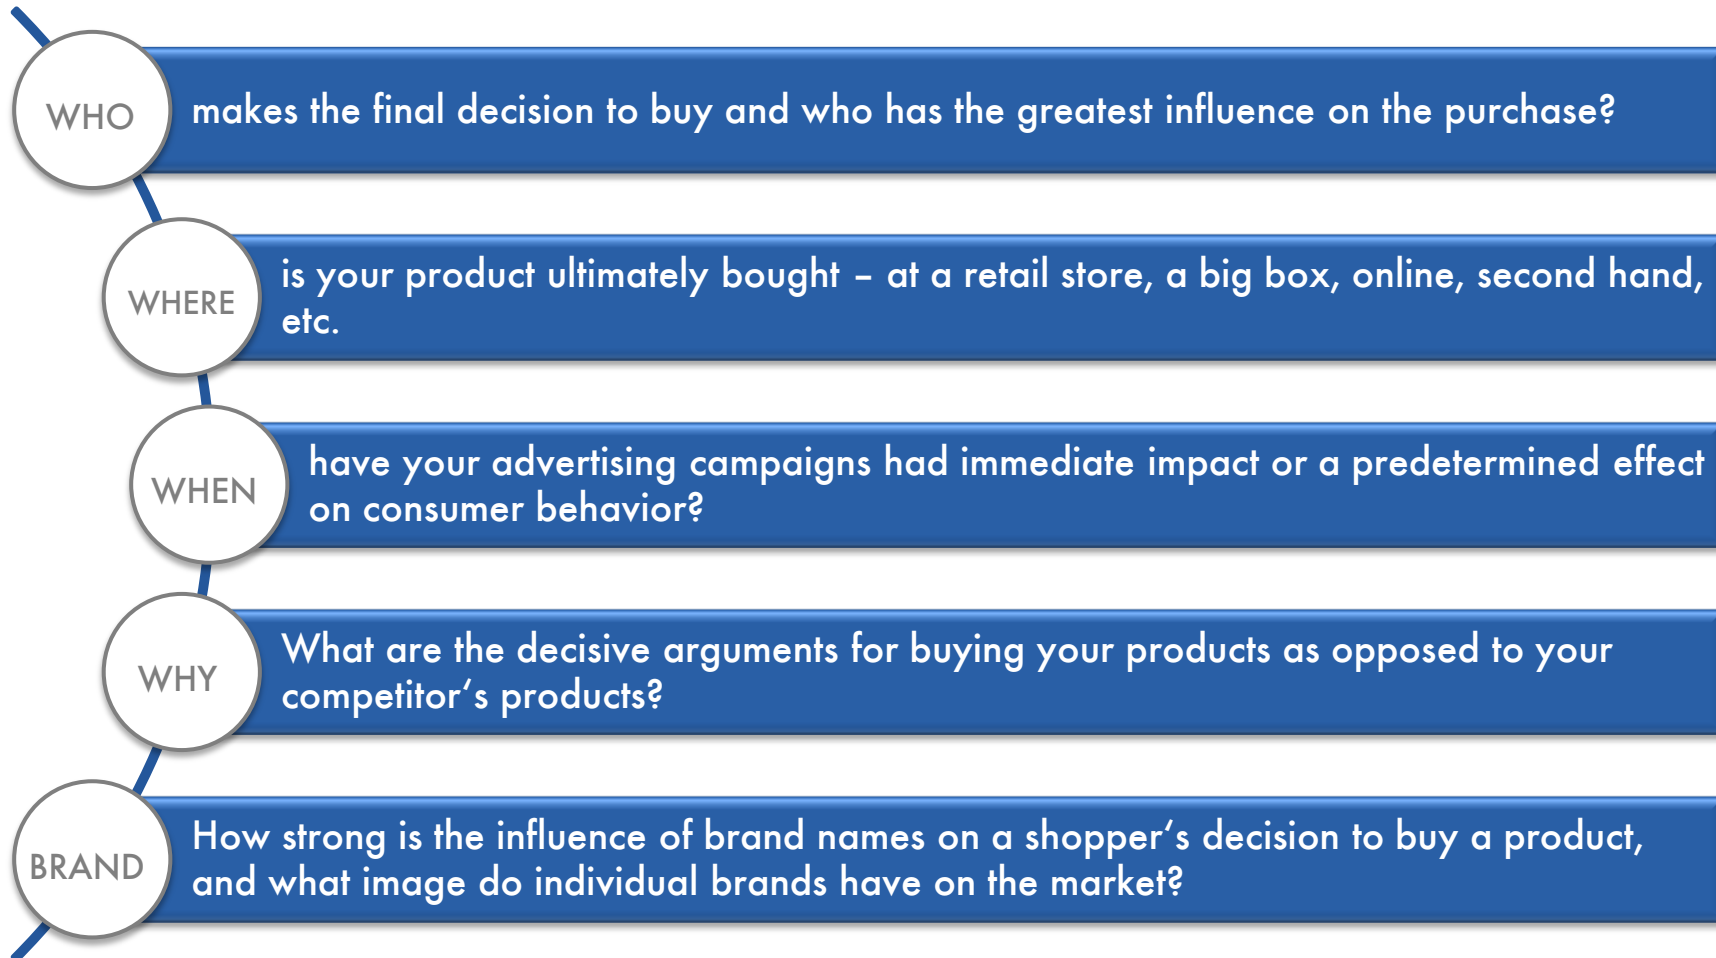 WHO
makes the final decision to buy and who has the greatest influence on the purchase?
WHERE
is your product ultimately bought – at a retail store, a big box, online, second hand,
etc.
WHEN
have your advertising campaigns had immediate impact or a predetermined effect
on consumer behavior?
WHY
What are the decisive arguments for buying your products as opposed to your
competitor‘s products?
BRAND
How strong is the influence of brand names on a shopper‘s decision to buy a product,
and what image do individual brands have on the market?